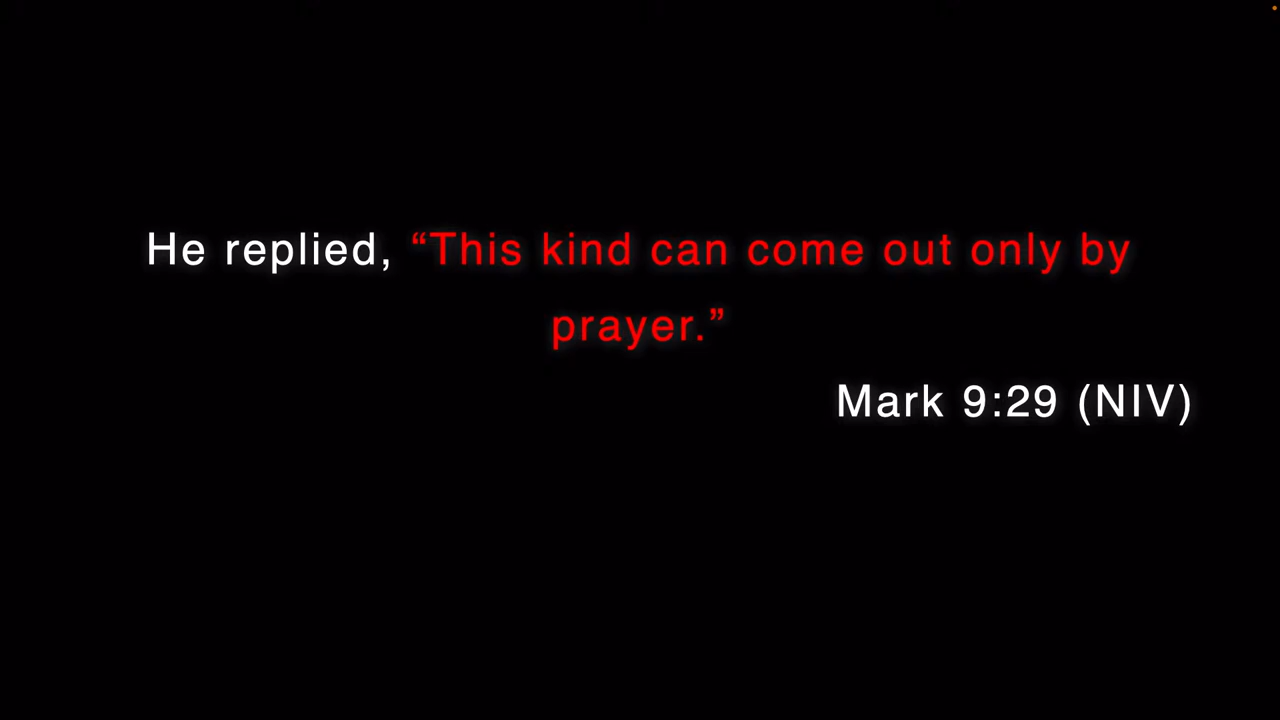 He replied, “This kind can come out only by
prayer.”
Mark 9:29 (NIV)